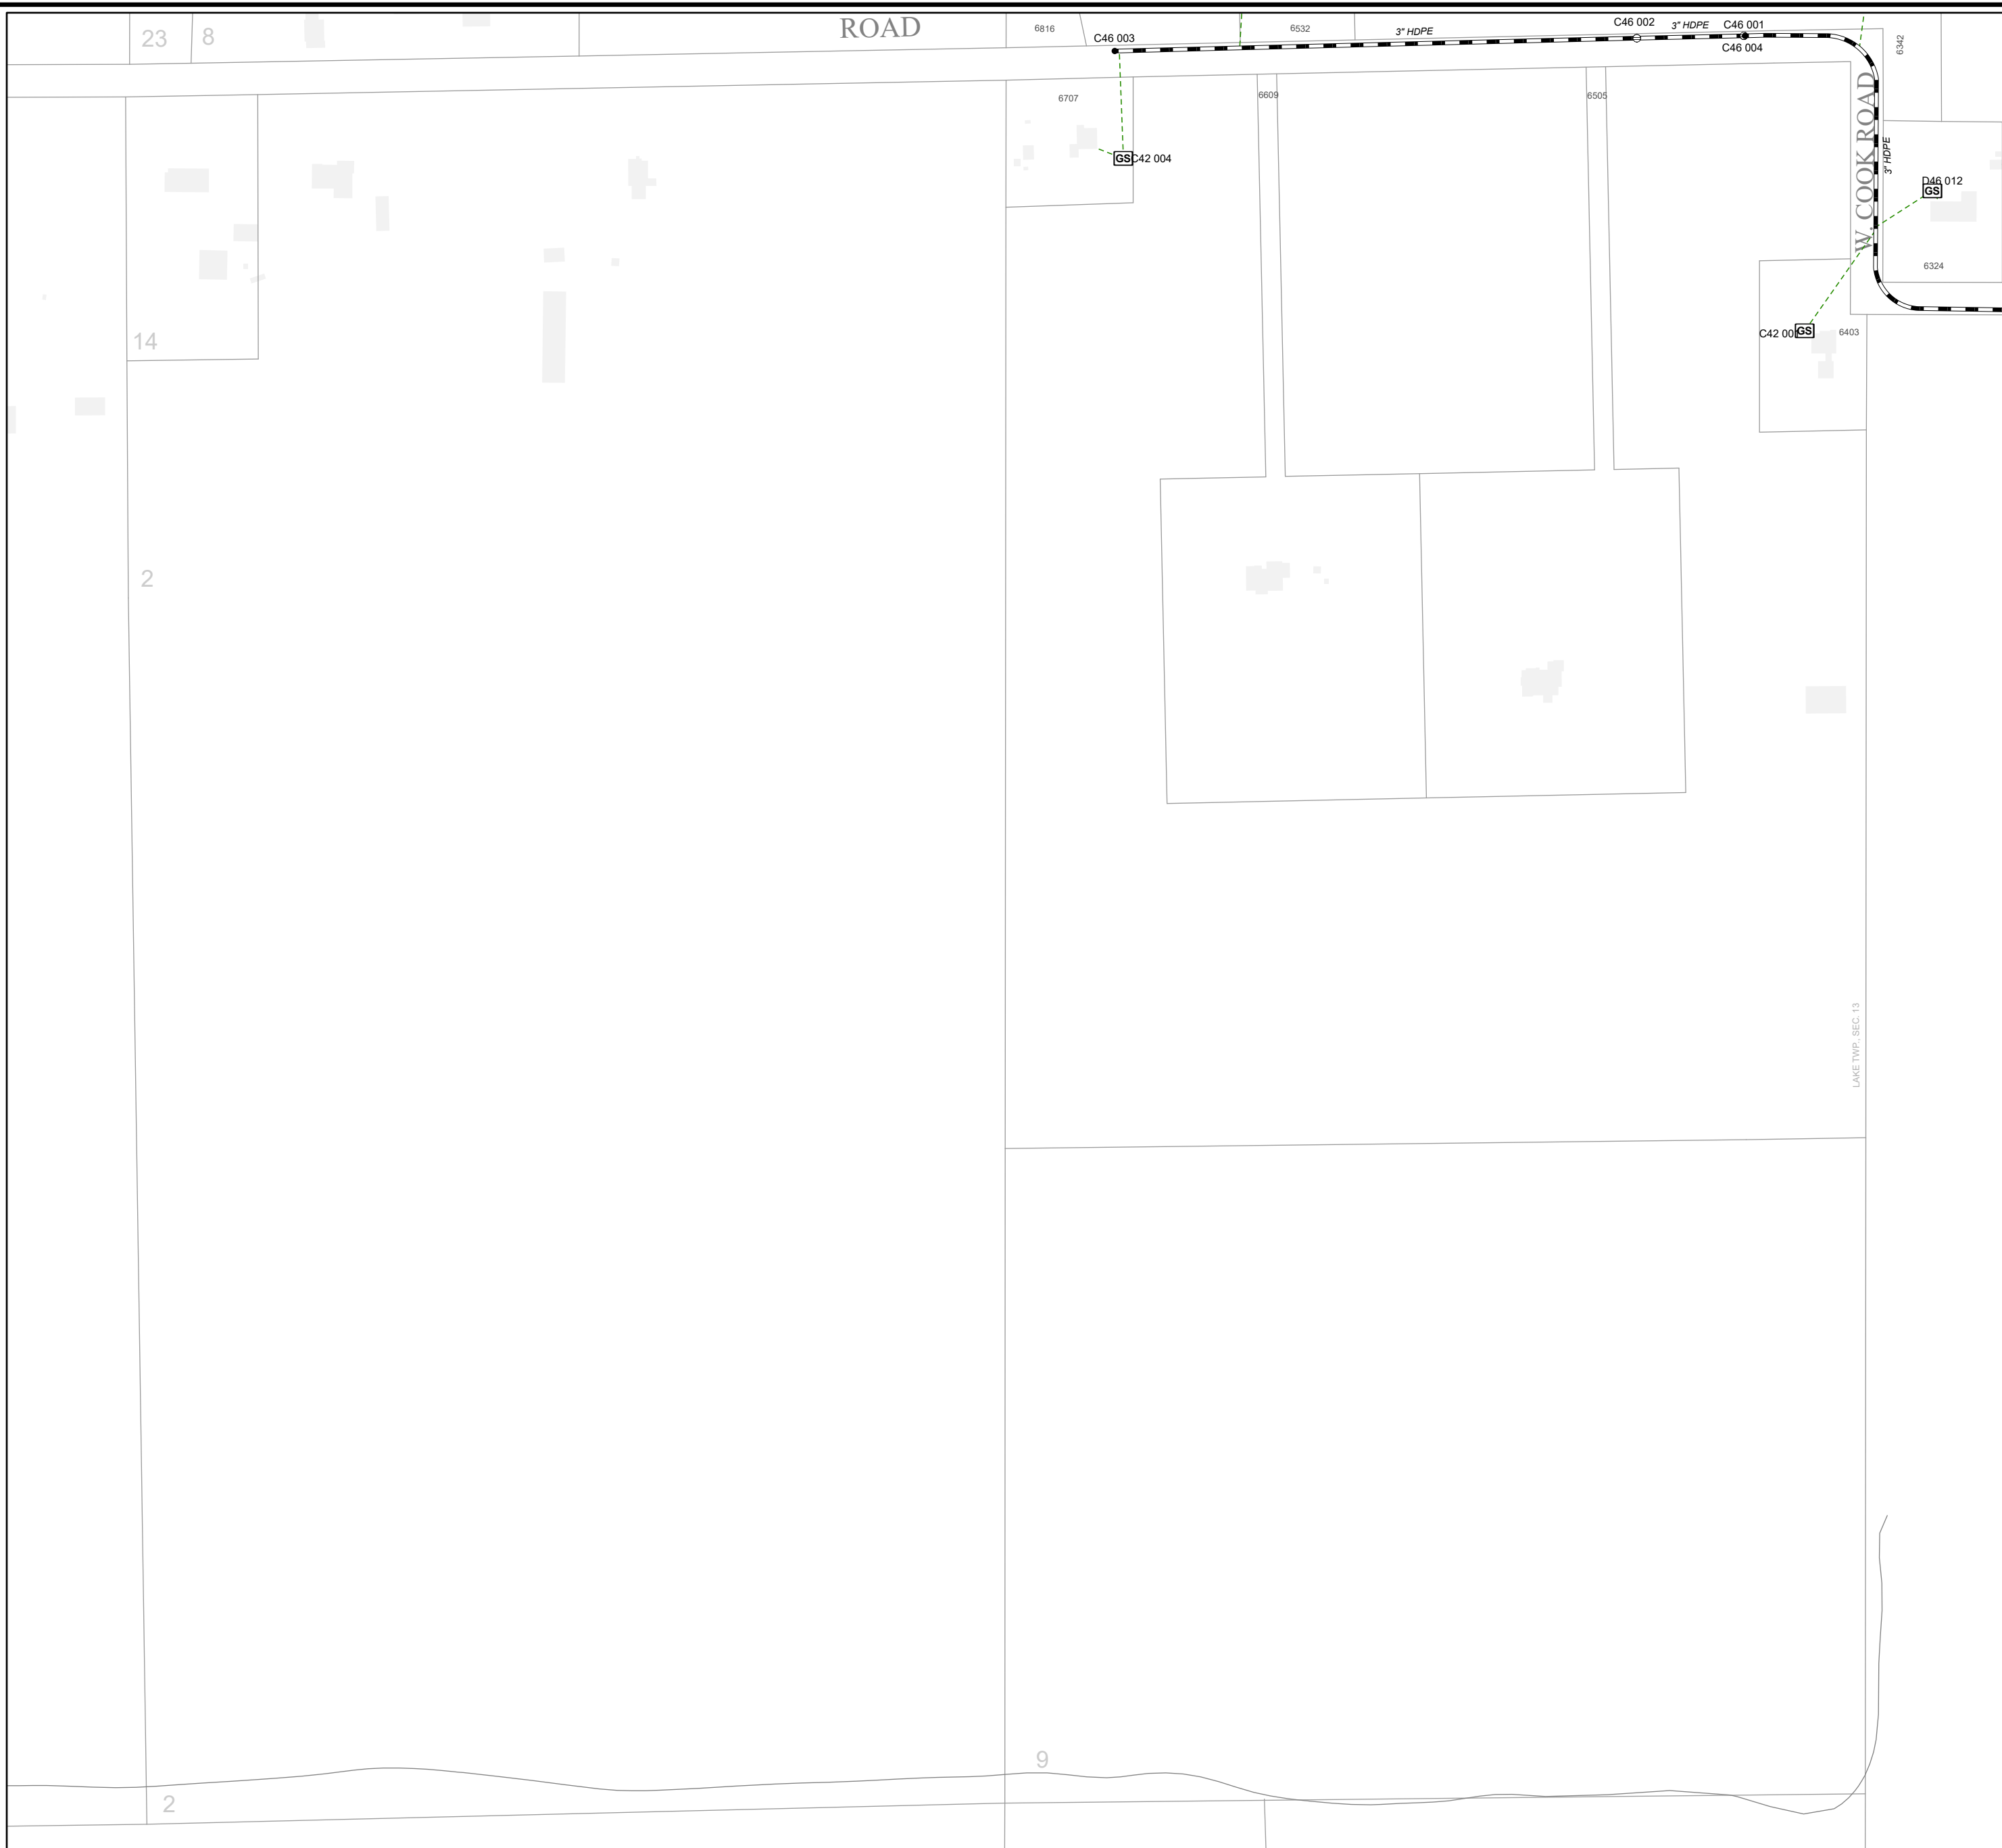 23
8
ROAD
6816
6532
3" HDPE
C46 002
3" HDPE
C46 001
C46 003
C46 004
6342
6707
6609
6505
W. COOK ROAD
3" HDPE
GS
C42 004
D46 012
GS
6324
C42 001
GS
6403
14
2
LAKE TWP., SEC. 13
9
2